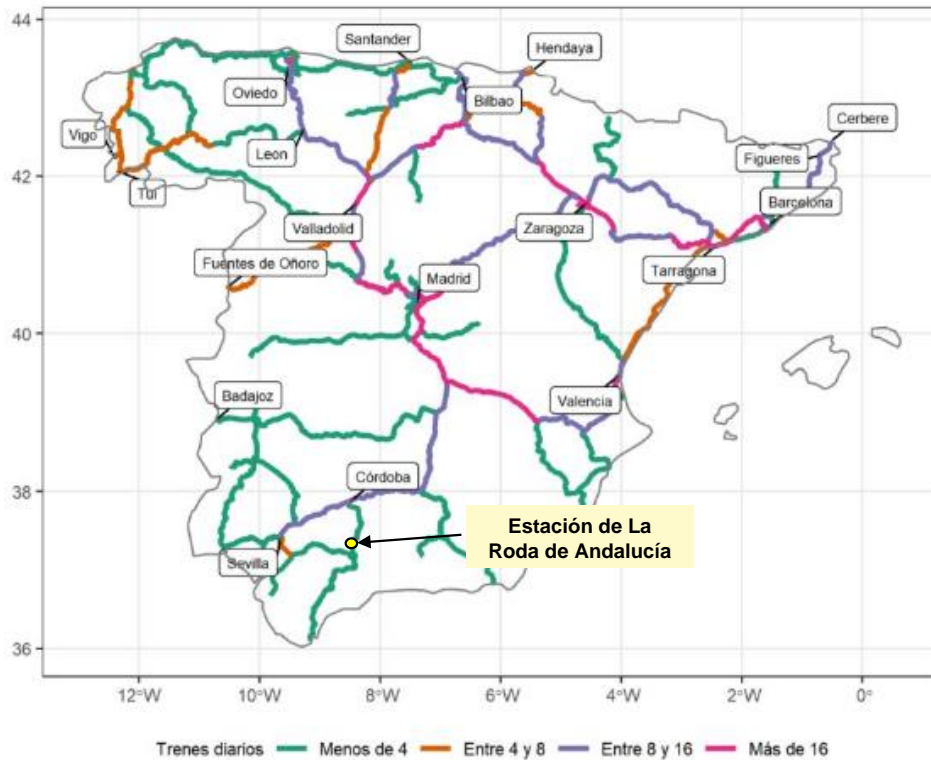 44
42
40
38
36
Santander
Hendaya
Oviedo
Bilbao
Cerbere
Vigo
Leon
Figueres
Tui
Barcelona
Valladolid
Zaragoza
Fuentes de Oñoro
Madrid
Tarragona
Badajoz
Valencia
Córdoba
Estación de La
Roda de Andalucía
Sevilla
12°W 10°W 8°W 6°W 4°W 2°W 0°
Trenes diarios Menos de 4 Entre 4 y 8 Entre 8 y 16 Más de 16